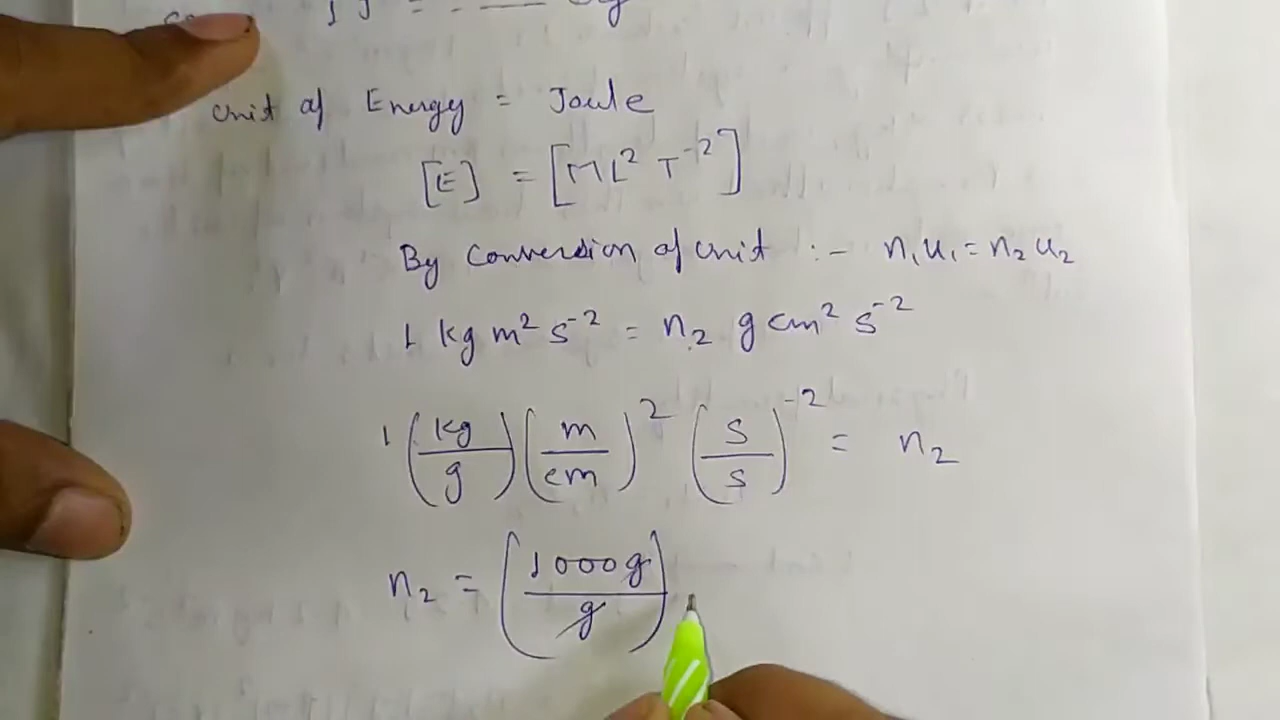 1 J =
Unit of Energy = Joule
[E] = [ML² T⁻²]
By Conversion of Unit :- n₁u₁=n₂u₂
1 kg m² s⁻² = n₂ g cm² s⁻²
1 (kg/g) (m/cm)² (s/s)⁻² = n₂
n₂ = (1000g/g)